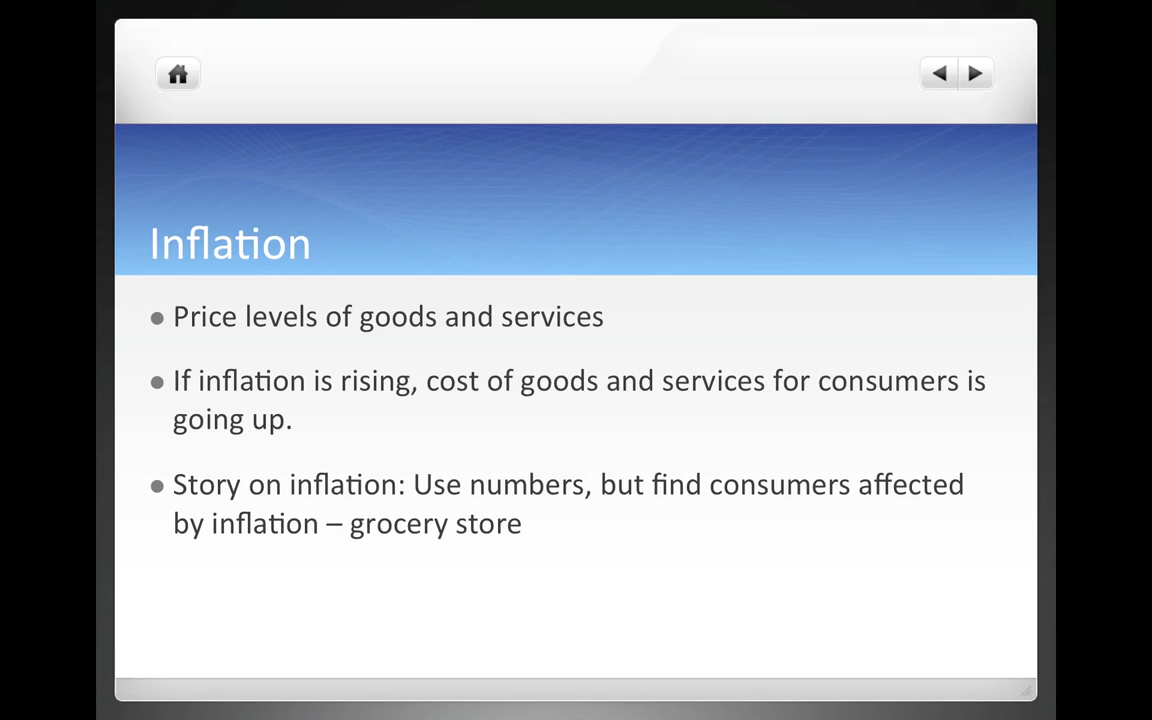 Inflation
● Price levels of goods and services
● If inflation is rising, cost of goods and services for consumers is
going up.
● Story on inflation: Use numbers, but find consumers affected
by inflation – grocery store